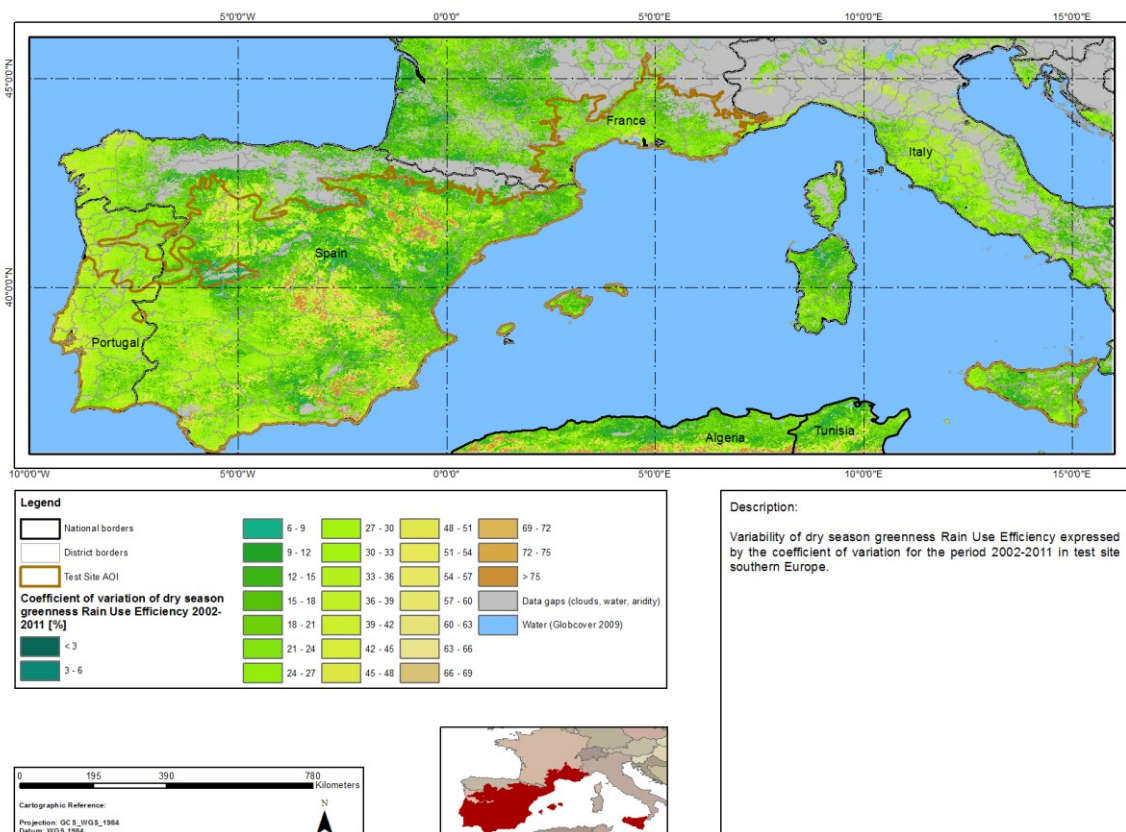 5°0'0"W 0°0'0" 5°0'0"E 10°0'0"E 15°0'0"E
45°0'0"N
45°0'0"N
France
Italy
Spain
40°0'0"N
40°0'0"N
Portugal
Algeria
Tunisia
10°0'0"W 5°0'0"W 0°0'0" 5°0'0"E 10°0'0"E 15°0'0"E
Legend
National borders
District borders
Test Site AOI
Coefficient of variation of dry season
greenness Rain Use Efficiency 2002-
2011 [%]
< 3
3 - 6
6 - 9
9 - 12
12 - 15
15 - 18
18 - 21
21 - 24
24 - 27
27 - 30
30 - 33
33 - 36
36 - 39
39 - 42
42 - 45
45 - 48
48 - 51
51 - 54
54 - 57
57 - 60
60 - 63
63 - 66
66 - 69
69 - 72
72 - 75
> 75
Data gaps (clouds, water, aridity)
Water (Globcover 2009)
Description:
Variability of dry season greenness Rain Use Efficiency expressed
by the coefficient of variation for the period 2002-2011 in test site
southern Europe.
0 195 390 780
Kilometers
Cartographic Reference:
N
Projection: GCS_WGS_1984
Datum: WGS 1984